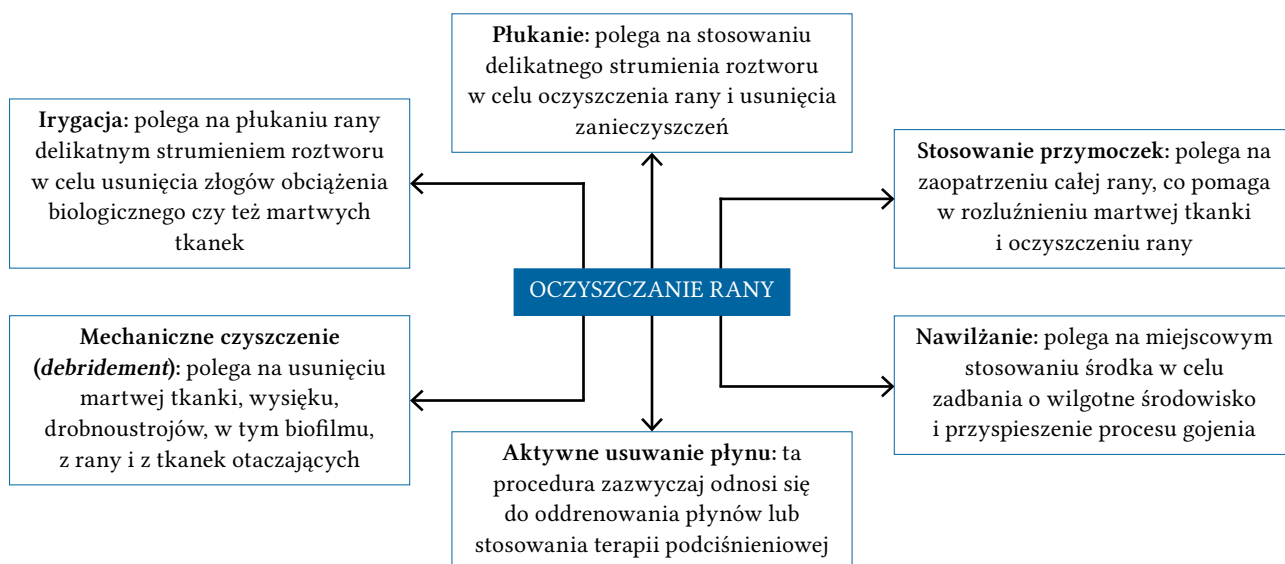 Płukanie: polega na stosowaniu
delikatnego strumienia roztworu
w celu oczyszczenia rany i usunięcia
zanieczyszczeń
Irygacja: polega na płukaniu rany
delikatnym strumieniem roztworu
w celu usunięcia złogów obciążenia
biologicznego czy też martwych
tkanek
Stosowanie przymoczek: polega na
zaopatrzeniu całej rany, co pomaga
w rozluźnieniu martwej tkanki
i oczyszczeniu rany
OCZYSZCZANIE RANY
Mechaniczne czyszczenie
(debridement): polega na usunięciu
martwej tkanki, wysięku,
drobnoustrojów, w tym biofilmu,
z rany i z tkanek otaczających
Nawilżanie: polega na miejscowym
stosowaniu środka w celu
zadbania o wilgotne środowisko
i przyspieszenie procesu gojenia
Aktywne usuwanie płynu: ta
procedura zazwyczaj odnosi się
do oddrenowania płynów lub
stosowania terapii podciśnieniowej